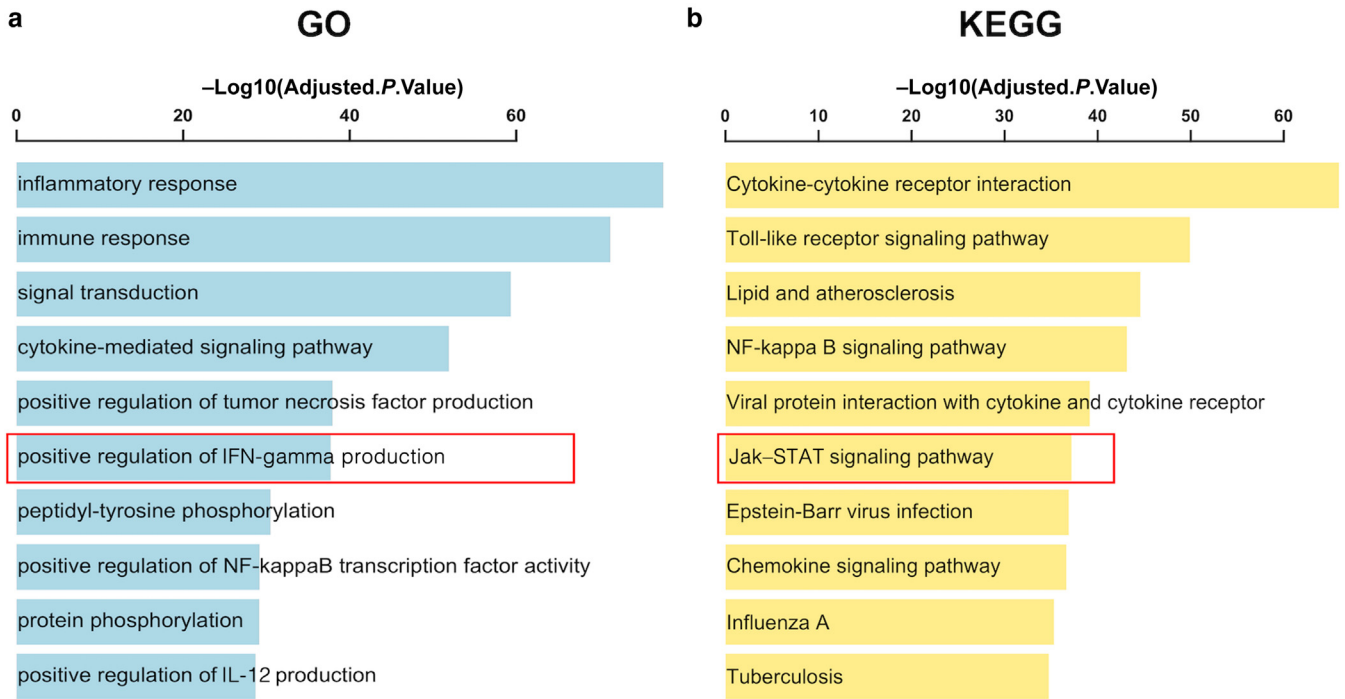 a
GO
–Log10(Adjusted.P.Value)
0 20 40 60
inflammatory response
immune response
signal transduction
cytokine-mediated signaling pathway
positive regulation of tumor necrosis factor production
positive regulation of IFN-gamma production
peptidyl-tyrosine phosphorylation
positive regulation of NF-kappaB transcription factor activity
protein phosphorylation
positive regulation of IL-12 production
b
KEGG
–Log10(Adjusted.P.Value)
0 10 20 30 40 50 60
Cytokine-cytokine receptor interaction
Toll-like receptor signaling pathway
Lipid and atherosclerosis
NF-kappa B signaling pathway
Viral protein interaction with cytokine and cytokine receptor
Jak–STAT signaling pathway
Epstein-Barr virus infection
Chemokine signaling pathway
Influenza A
Tuberculosis